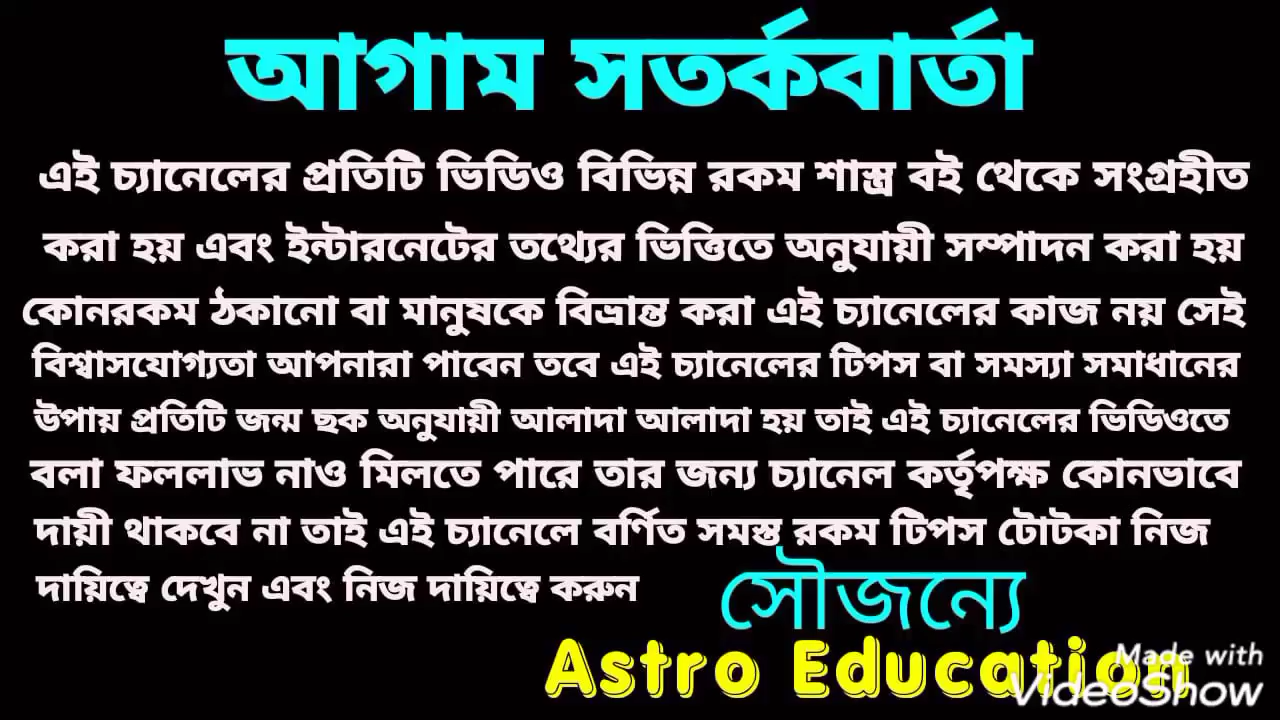 আগাম সতর্কবার্তা
এই চ্যানেলের প্রতিটি ভিডিও বিভিন্ন রকম শাস্ত্র বই থেকে সংগ্রহীত
করা হয় এবং ইন্টারনেটের তথ্যের ভিত্তিতে অনুযায়ী সম্পাদন করা হয়
কোনরকম ঠকানো বা মানুষকে বিভ্রান্ত করা এই চ্যানেলের কাজ নয় সেই
বিশ্বাসযোগ্যতা আপনারা পাবেন তবে এই চ্যানেলের টিপস বা সমস্যা সমাধানের
উপায় প্রতিটি জন্ম ছক অনুযায়ী আলাদা আলাদা হয় তাই এই চ্যানেলের ভিডিওতে
বলা ফললাভ নাও মিলতে পারে তার জন্য চ্যানেল কর্তৃপক্ষ কোনভাবে
দায়ী থাকবে না তাই এই চ্যানেলে বর্ণিত সমস্ত রকম টিপস টোটকা নিজ
দায়িত্বে দেখুন এবং নিজ দায়িত্বে করুন
সৌজন্যে
Astro Education
Made with
VideoShow